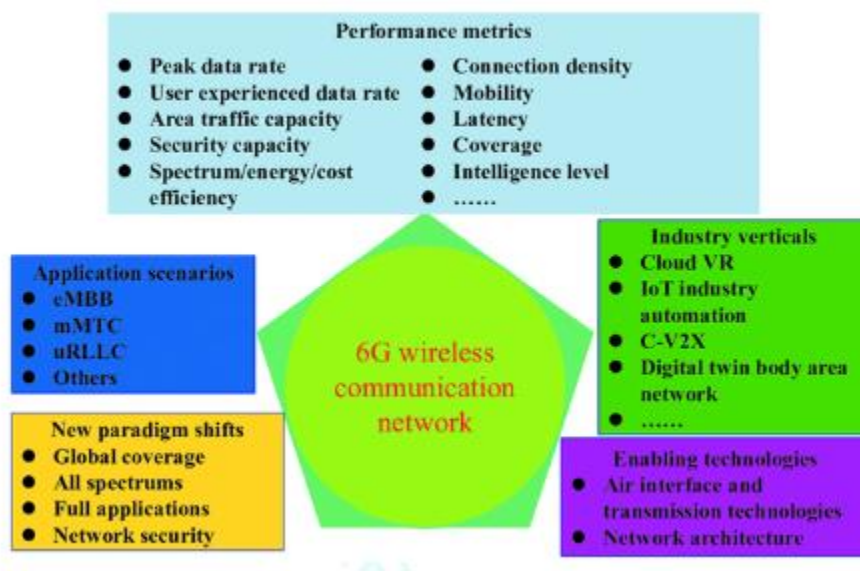 Performance metrics
● Peak data rate
● User experienced data rate
● Area traffic capacity
● Security capacity
● Spectrum/energy/cost
efficiency
● Connection density
● Mobility
● Latency
● Coverage
● Intelligence level
● ……
Application scenarios
● eMBB
● mMTC
● uRLLC
● Others
Industry verticals
● Cloud VR
● IoT industry
automation
● C-V2X
● Digital twin body area
network
● ……
6G wireless
communication
network
New paradigm shifts
● Global coverage
● All spectrums
● Full applications
● Network security
Enabling technologies
● Air interface and
transmission technologies
● Network architecture